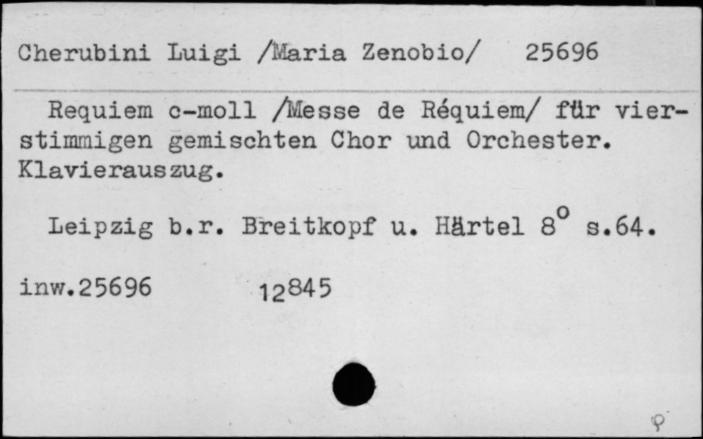 Cherubini Luigi /Maria Zenobio/ 25696
Requiem c-moll /Messe de Réquiem/ für vier-
stimmigen gemischten Chor und Orchester.
Klavierauszug.
Leipzig b.r. Breitkopf u. Härtel 8° s.64.
inw.25696 12845